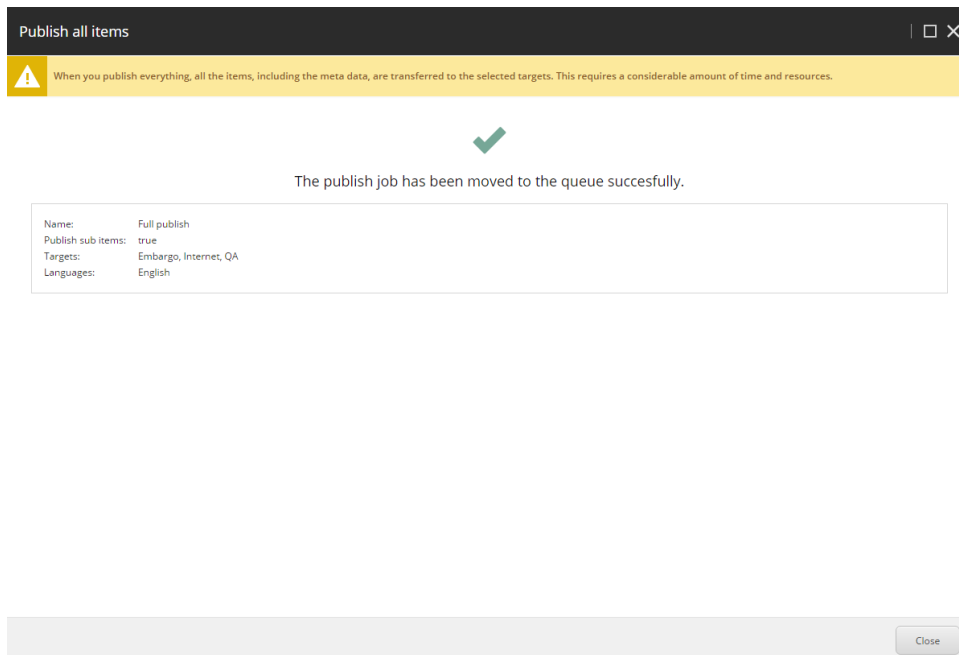 Publish all items
When you publish everything, all the items, including the meta data, are transferred to the selected targets. This requires a considerable amount of time and resources.
The publish job has been moved to the queue succesfully.
Name: Full publish
Publish sub items: true
Targets: Embargo, Internet, QA
Languages: English
Close